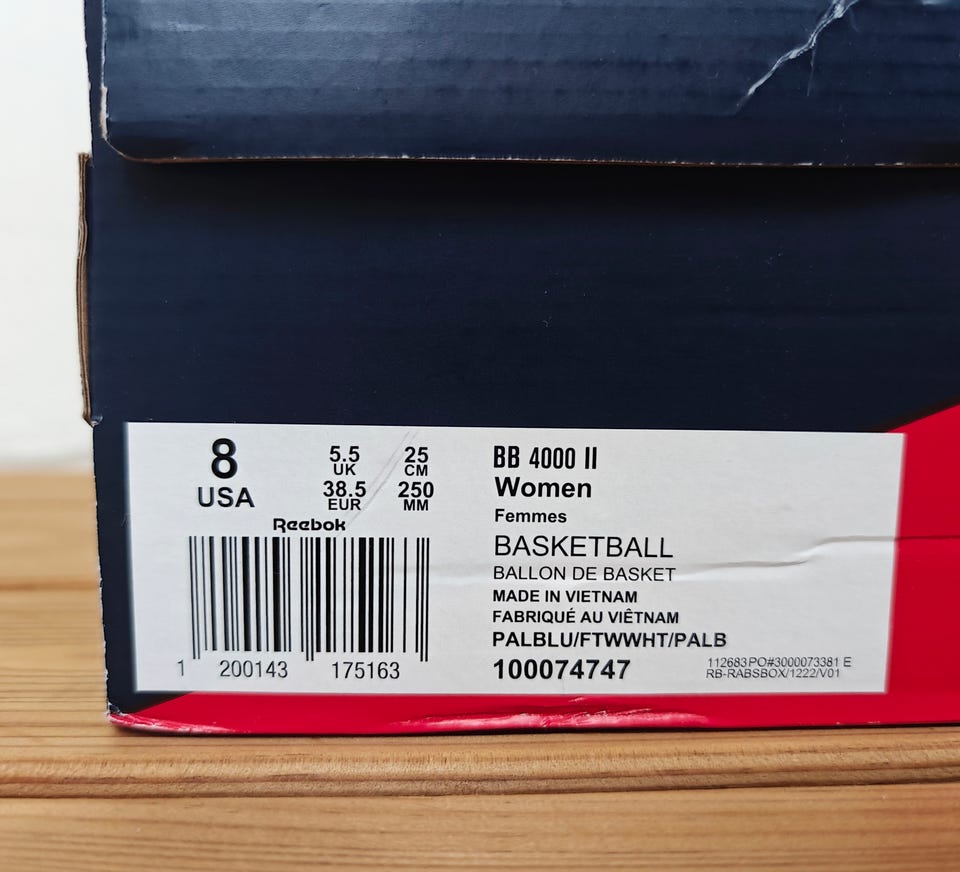 8
USA
5.5
UK
38.5
EUR
25
CM
250
MM
Reebok
1 200143 175163
BB 4000 II
Women
Femmes
BASKETBALL
BALLON DE BASKET
MADE IN VIETNAM
FABRIQUÉ AU VIÊTNAM
PALBLU/FTWWHT/PALB
100074747
112683 PO#3000073381 E
RB-RABSBOX/1222/V01